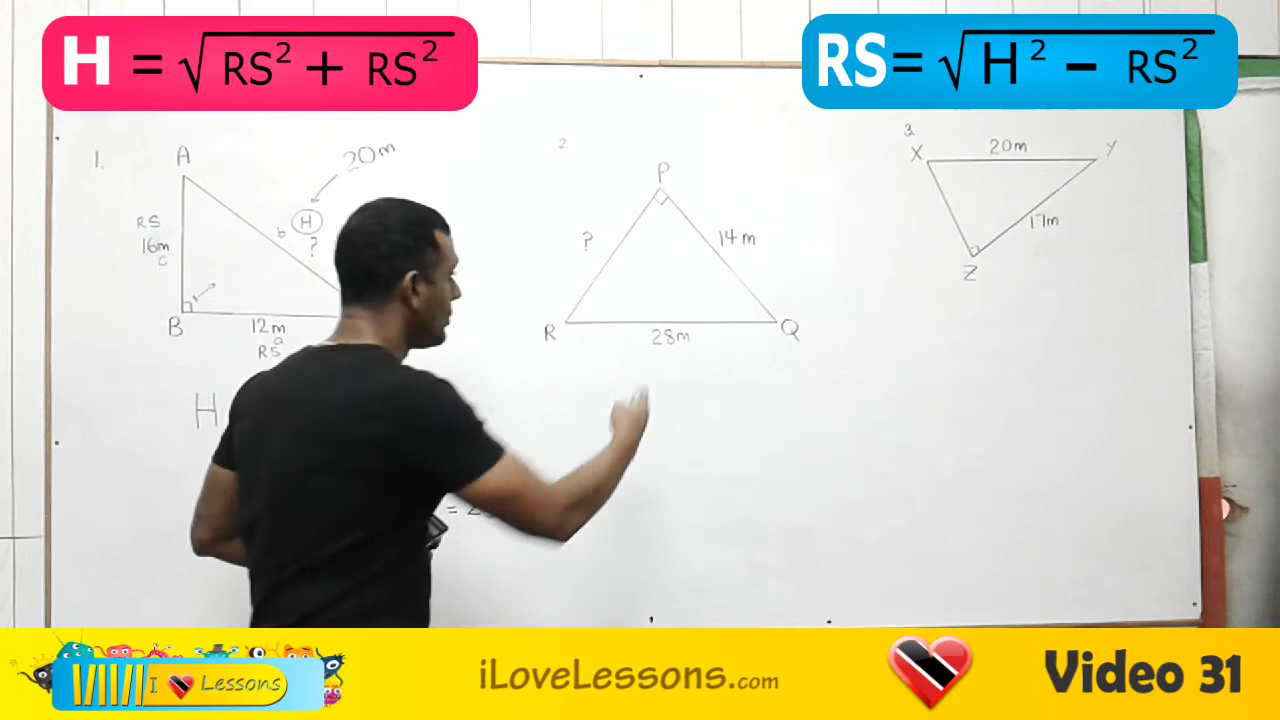 H = √RS² + RS²
RS = √H² − RS²
1.
A
20m
RS
16m
c
b
H
?
B
12m
a
RS
H
2
P
?
14m
R
28m
Q
3
X
20m
Y
17m
Z
I Lessons
iLoveLessons.com
Video 31